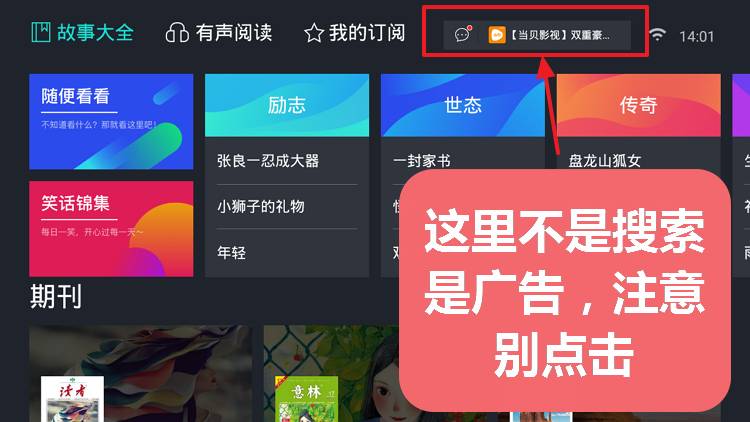 故事大全
有声阅读
我的订阅
【当贝影视】双重豪...
14:01
随便看看
不知道看什么?那就看这里吧!
笑话锦集
每日一笑,开心过每一天~
励志
张良一忍成大器
小狮子的礼物
年轻
世态
一封家书
传奇
盘龙山狐女
这里不是搜索
是广告,注意
别点击
期刊
读者
意林